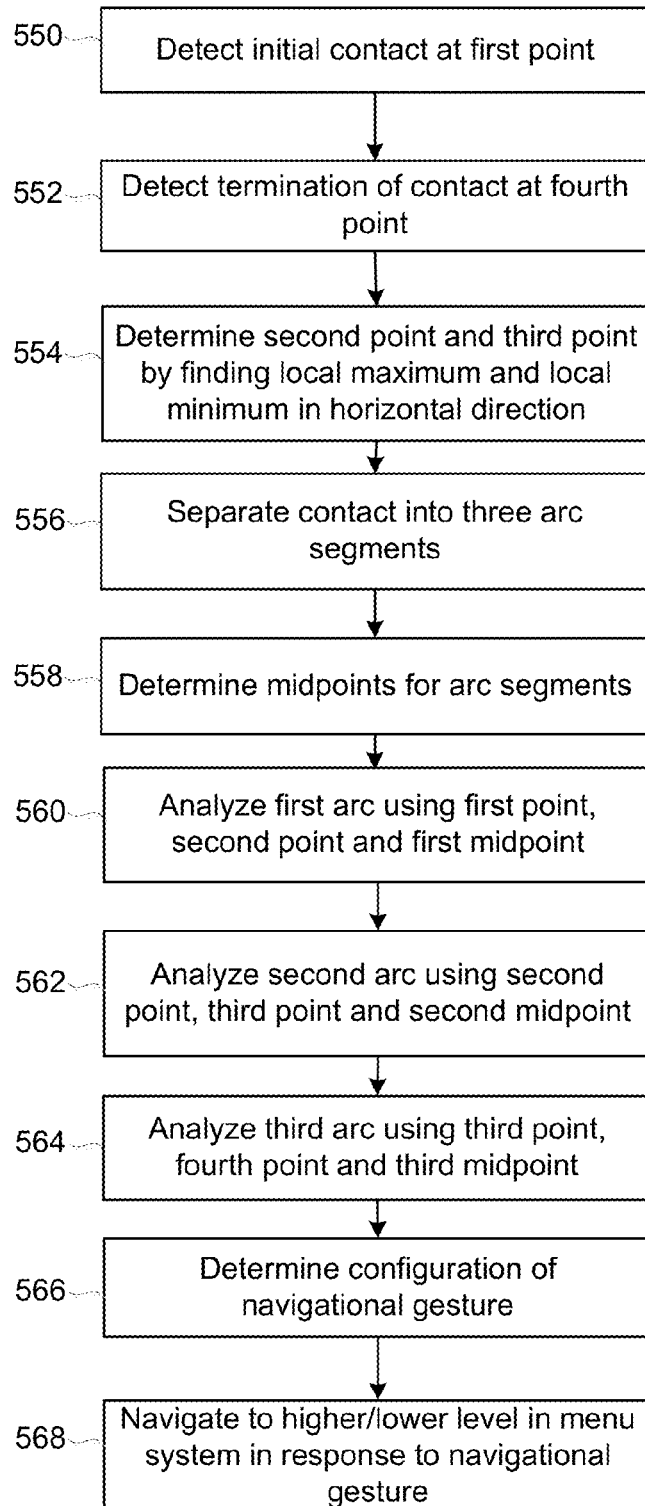 550
Detect initial contact at first point
552
Detect termination of contact at fourth
point
554
Determine second point and third point
by finding local maximum and local
minimum in horizontal direction
556
Separate contact into three arc
segments
558
Determine midpoints for arc segments
560
Analyze first arc using first point,
second point and first midpoint
562
Analyze second arc using second
point, third point and second midpoint
564
Analyze third arc using third point,
fourth point and third midpoint
566
Determine configuration of
navigational gesture
568
Navigate to higher/lower level in menu
system in response to navigational
gesture